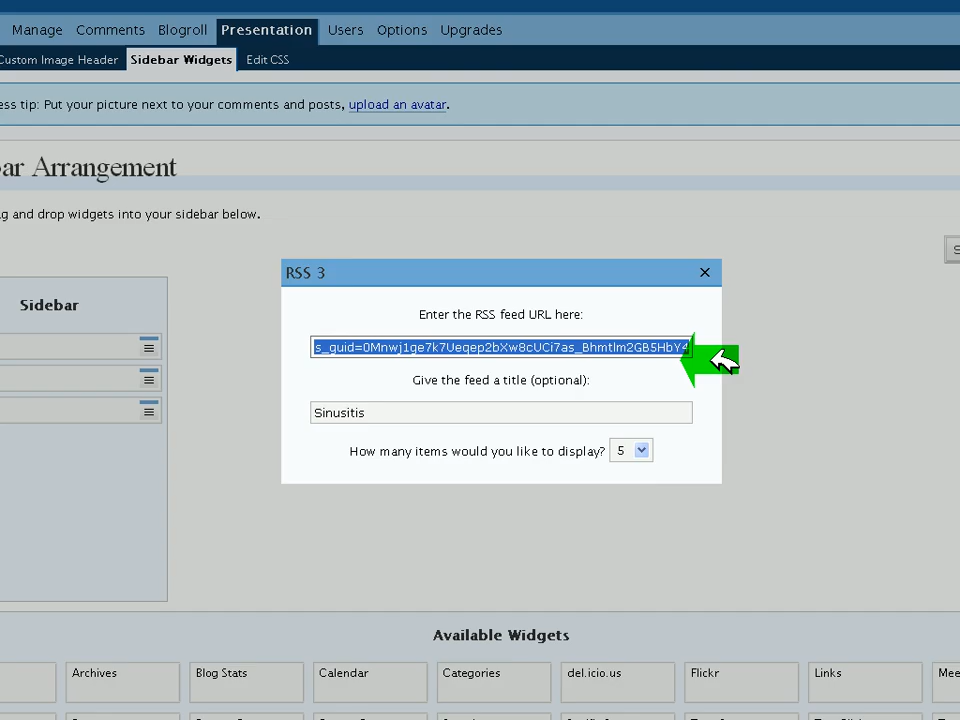 Manage Comments Blogroll Presentation Users Options Upgrades
Custom Image Header Sidebar Widgets Edit CSS
ess tip: Put your picture next to your comments and posts, upload an avatar.
ar Arrangement
g and drop widgets into your sidebar below.
S
Sidebar
RSS 3
Enter the RSS feed URL here:
s_guid=0Mnwj1ge7k7Ueqep2bXw8cUCi7as_Bhmtlm2GB5HbY4
Give the feed a title (optional):
Sinusitis
How many items would you like to display? 5
Available Widgets
Archives Blog Stats Calendar Categories del.icio.us Flickr Links Mee